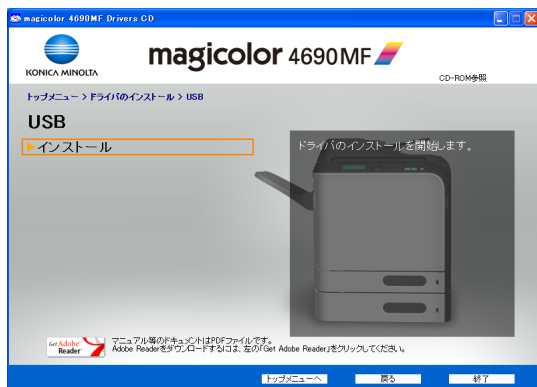 magicolor 4690MF Drivers CD
KONICA MINOLTA
magicolor 4690MF
CD-ROM参照
トップメニュー > ドライバのインストール > USB
USB
インストール
ドライバのインストールを開始します。
Get Adobe Reader
マニュアル等のドキュメントはPDFファイルです。
Adobe Readerをダウンロードするには、左の「Get Adobe Reader」をクリックしてください。
トップメニューへ 戻る 終了